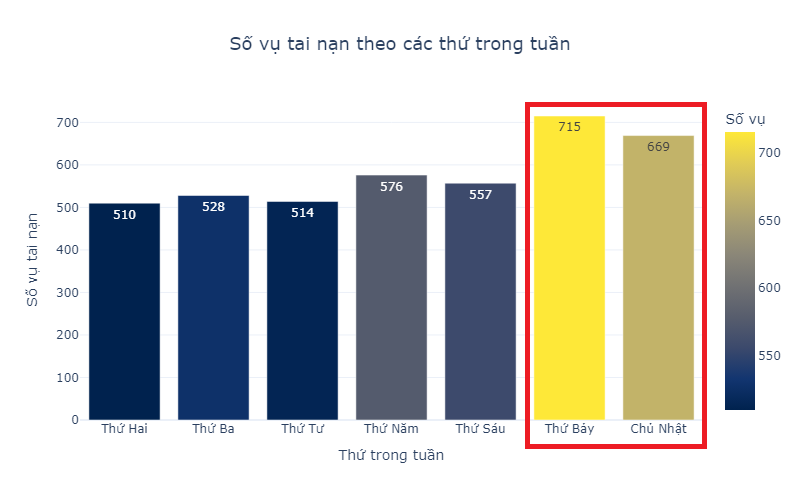 Số vụ tai nạn theo các thứ trong tuần
Số vụ tai nạn
700
600
500
400
300
200
100
0
510
528
514
576
557
715
669
Thứ Hai
Thứ Ba
Thứ Tư
Thứ Năm
Thứ Sáu
Thứ Bảy
Chủ Nhật
Thứ trong tuần
Số vụ
700
650
600
550